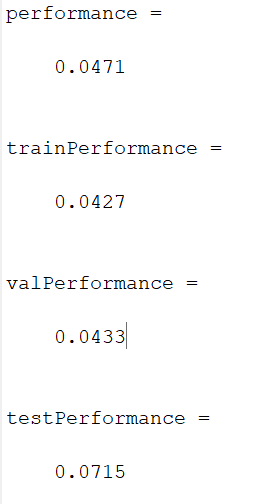 performance =
0.0471
trainPerformance =
0.0427
valPerformance =
0.0433
testPerformance =
0.0715